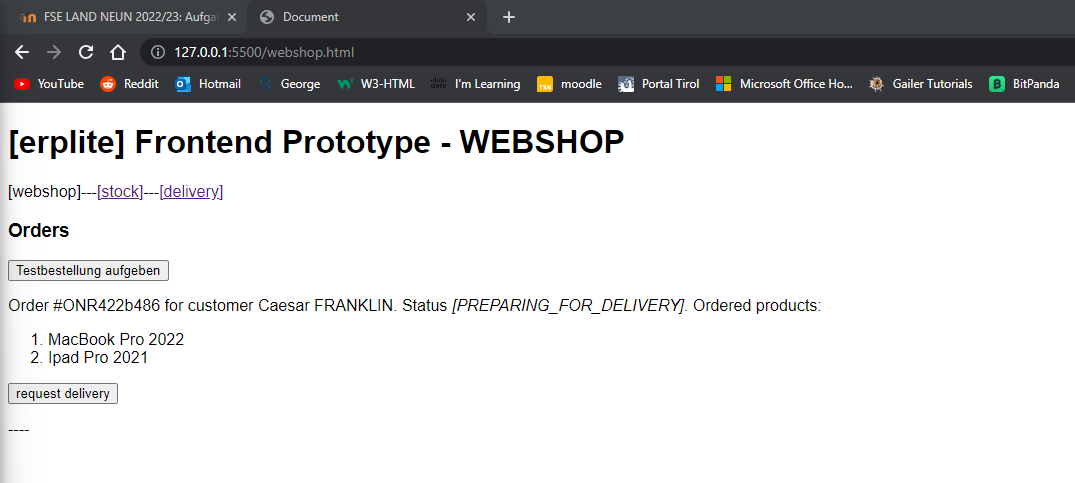 FSE LAND NEUN 2022/23: Aufga
Document
127.0.0.1:5500/webshop.html
YouTube Reddit Hotmail George W3-HTML I'm Learning moodle Portal Tirol Microsoft Office Ho... Gailer Tutorials BitPanda
[erplite] Frontend Prototype - WEBSHOP
[webshop]---[stock]---[delivery]
Orders
Testbestellung aufgeben
Order #ONR422b486 for customer Caesar FRANKLIN. Status [PREPARING_FOR_DELIVERY]. Ordered products:
1. MacBook Pro 2022
2. Ipad Pro 2021
request delivery
----